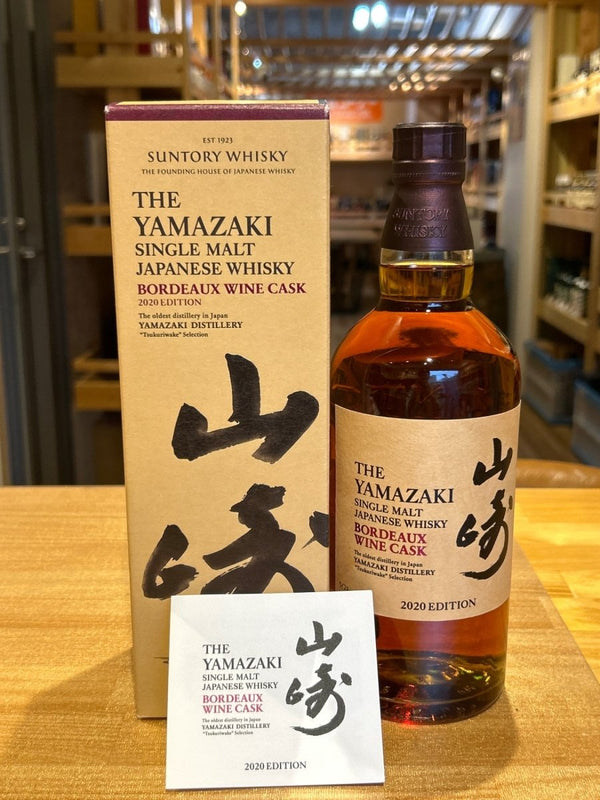 EST 1923
SUNTORY WHISKY
THE FOUNDING HOUSE OF JAPANESE WHISKY
THE
YAMAZAKI
SINGLE MALT
JAPANESE WHISKY
BORDEAUX WINE CASK
2020 EDITION
The oldest distillery in Japan
YAMAZAKI DISTILLERY
"Tsukuriwake" Selection
山
崎
SUNTORY
WHISKY
THE
YAMAZAKI
SINGLE MALT
JAPANESE WHISKY
BORDEAUX
WINE CASK
The oldest distillery in Japan
YAMAZAKI DISTILLERY
"Tsukuriwake" Selection
2020 EDITION
山
崎
THE
YAMAZAKI
SINGLE MALT
JAPANESE WHISKY
BORDEAUX
WINE CASK
The oldest distillery in Japan
YAMAZAKI DISTILLERY
"Tsukuriwake" Selection
2020 EDITION
山
崎